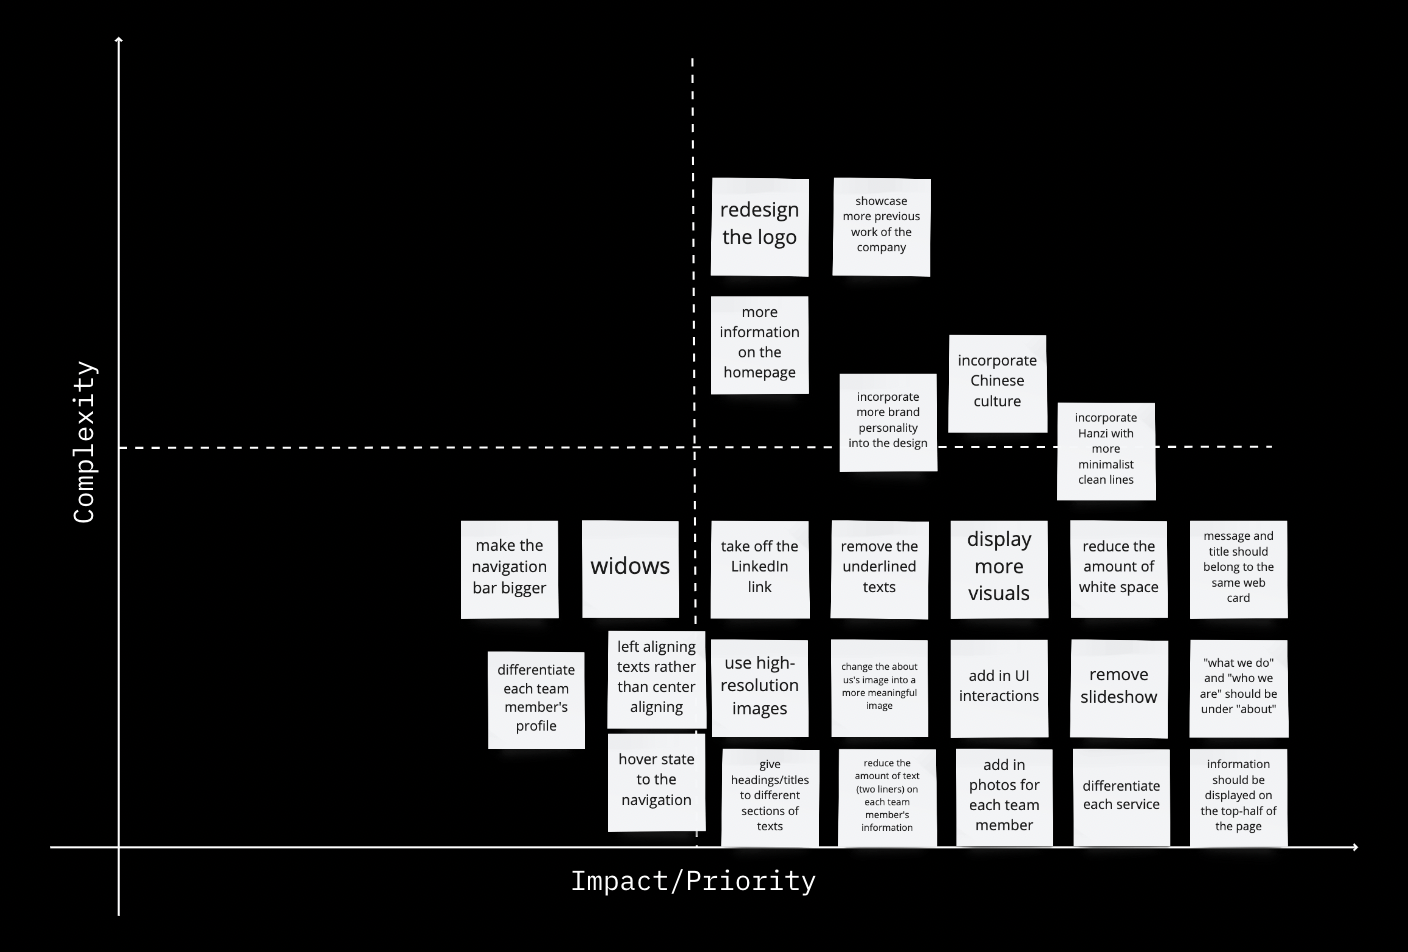 redesign
the logo
showcase
more previous
work of the
company
more
information
on the
homepage
incorporate
Chinese
culture
incorporate
more brand
personality
into the design
incorporate
Hanzi with
more
minimalist
clean lines
Complexity
make the
navigation
bar bigger
widows
take off the
LinkedIn
link
remove the
underlined
texts
display
more
visuals
reduce the
amount of
white space
message and
title should
belong to the
same web
card
differentiate
each team
member's
profile
left aligning
texts rather
than center
aligning
use high-
resolution
images
change the about
us's image into a
more meaningful
image
add in UI
interactions
remove
slideshow
"what we do"
and "who we
are" should be
under "about"
hover state
to the
navigation
give
headings/titles
to different
sections of
texts
reduce the
amount of text
(two liners) on
each team
member's
information
add in
photos for
each team
member
differentiate
each service
information
should be
displayed on
the top-half of
the page
Impact/Priority